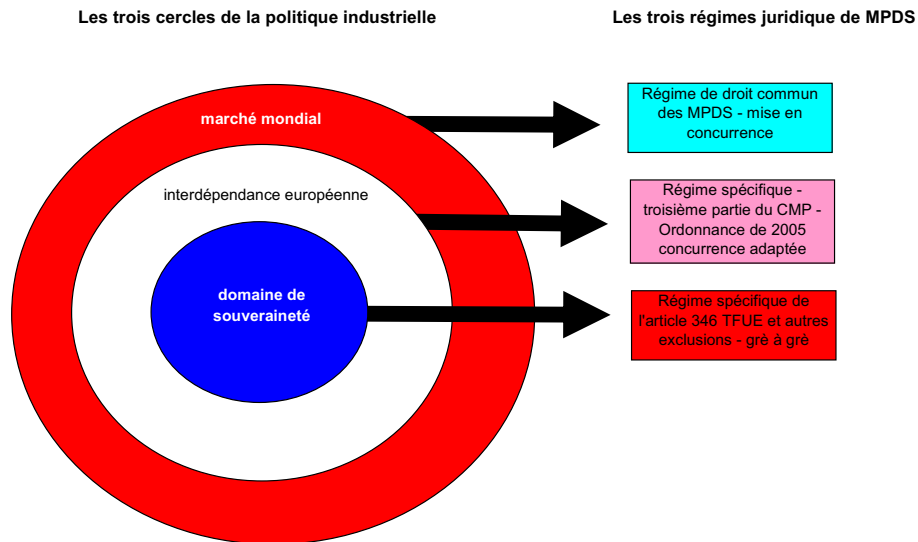 Les trois cercles de la politique industrielle
Les trois régimes juridique de MPDS
marché mondial
interdépendance européenne
domaine de
souveraineté
Régime de droit commun
des MPDS - mise en
concurrence
Régime spécifique -
troisième partie du CMP -
Ordonnance de 2005
concurrence adaptée
Régime spécifique de
l'article 346 TFUE et autres
exclusions - grè à grè